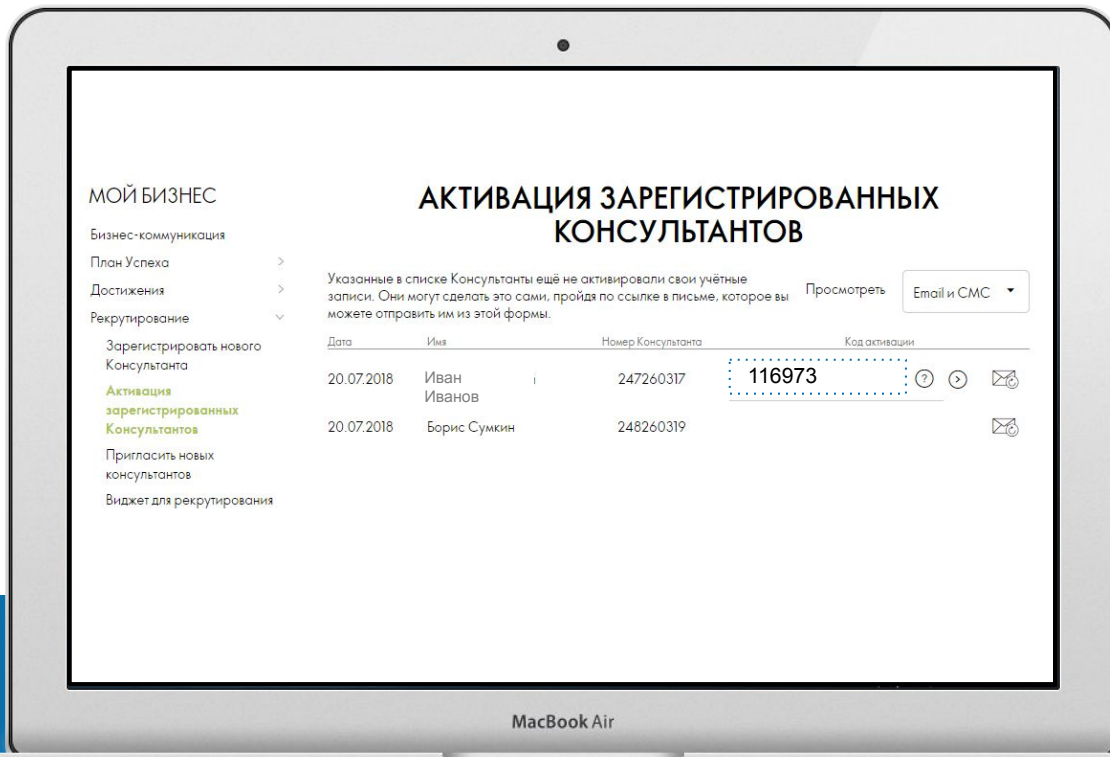 МОЙ БИЗНЕС
Бизнес-коммуникация
План Успеха
Достижения
Рекрутирование
Зарегистрировать нового
Консультанта
Активация
зарегистрированных
Консультантов
Пригласить новых
консультантов
Виджет для рекрутирования
АКТИВАЦИЯ ЗАРЕГИСТРИРОВАННЫХ
КОНСУЛЬТАНТОВ
Указанные в списке Консультанты ещё не активировали свои учётные
записи. Они могут сделать это сами, пройдя по ссылке в письме, которое вы
можете отправить им из этой формы.
Просмотреть
Email и СМС
Дата Имя Номер Консультанта Код активации
20.07.2018 Иван 247260317 116973 ?
Иванов
20.07.2018 Борис Сумкин 248260319
MacBook Air